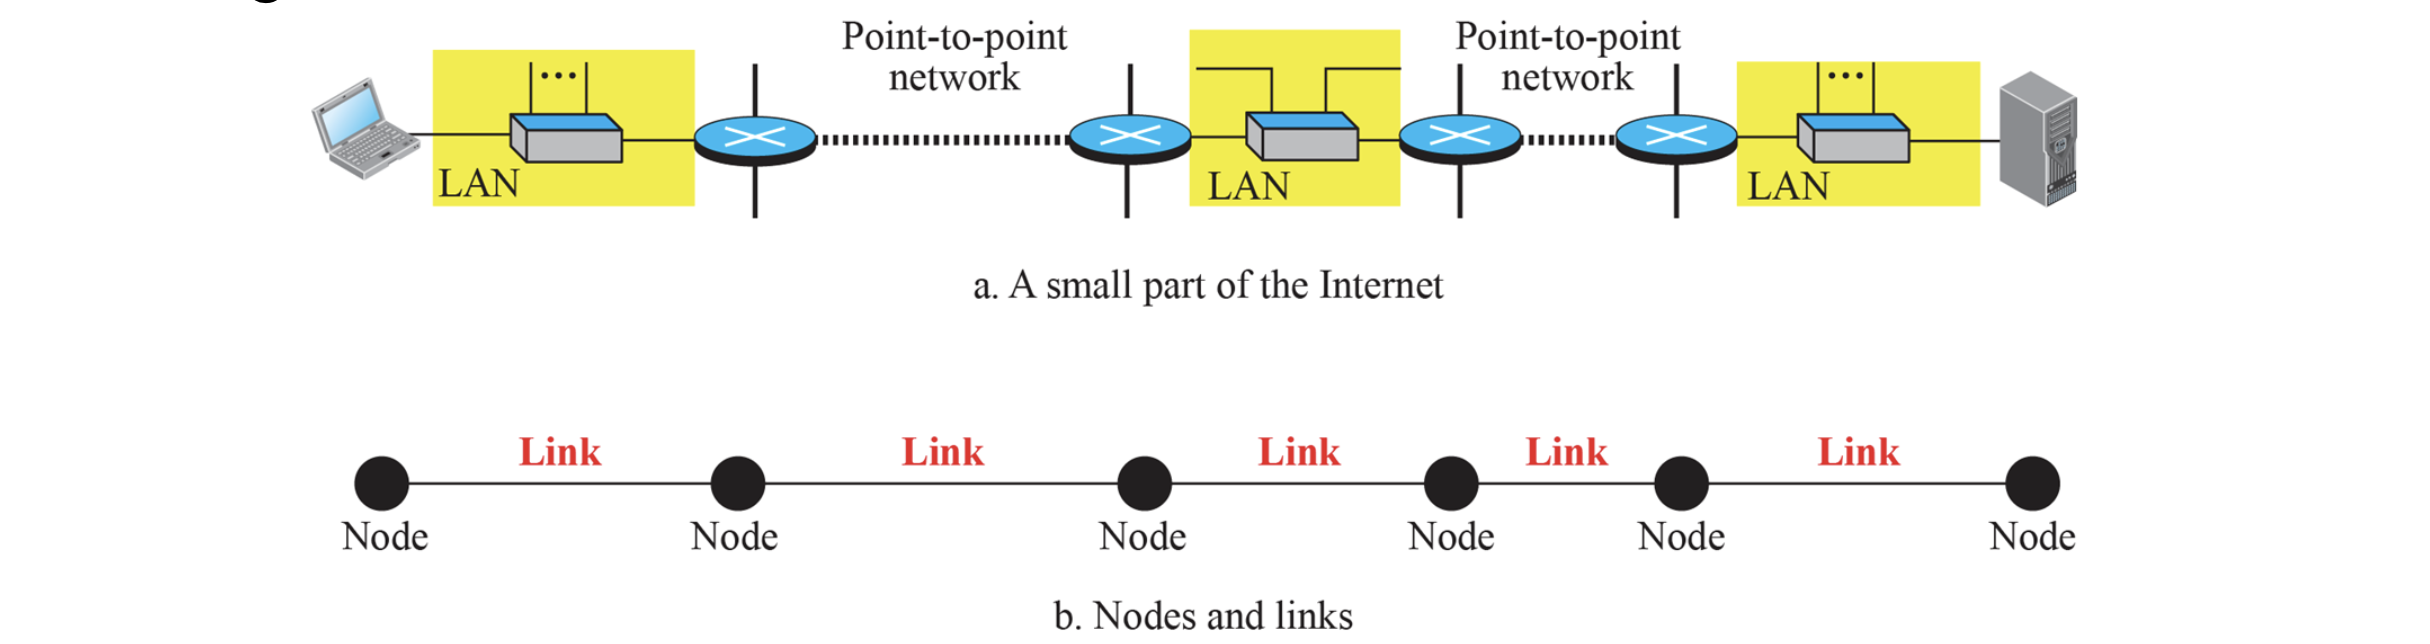 Point-to-point
network
Point-to-point
network
LAN
LAN
LAN
a. A small part of the Internet
Link
Link
Link
Link
Link
Node
Node
Node
Node
Node
Node
b. Nodes and links